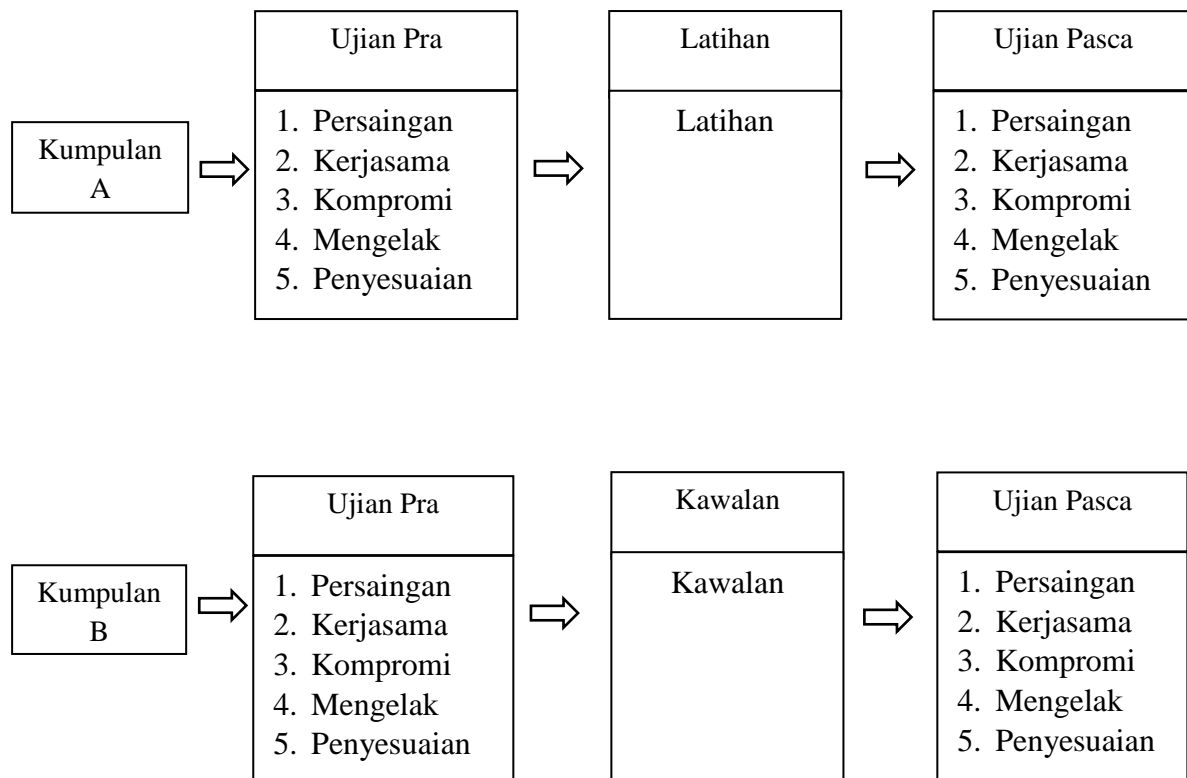 Kumpulan
A
Ujian Pra
1. Persaingan
2. Kerjasama
3. Kompromi
4. Mengelak
5. Penyesuaian
Latihan
Latihan
Ujian Pasca
1. Persaingan
2. Kerjasama
3. Kompromi
4. Mengelak
5. Penyesuaian
Kumpulan
B
Ujian Pra
1. Persaingan
2. Kerjasama
3. Kompromi
4. Mengelak
5. Penyesuaian
Kawalan
Kawalan
Ujian Pasca
1. Persaingan
2. Kerjasama
3. Kompromi
4. Mengelak
5. Penyesuaian